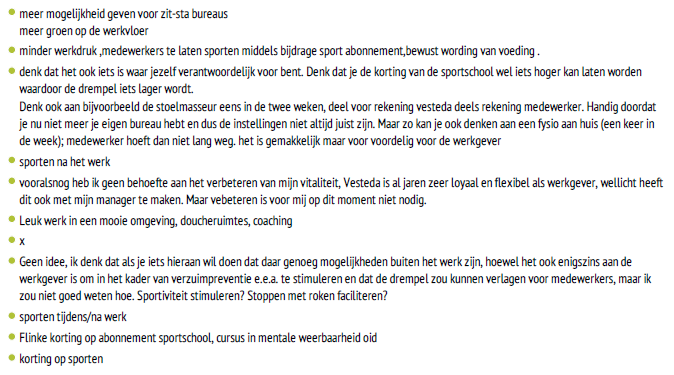 meer mogelijkheid geven voor zit-sta bureaus
meer groen op de werkvloer
minder werkdruk ,medewerkers te laten sporten middels bijdrage sport abonnement,bewust wording van voeding .
denk dat het ook iets is waar jezelf verantwoordelijk voor bent. Denk dat je de korting van de sportschool wel iets hoger kan laten worden
waardoor de drempel iets lager wordt.
Denk ook aan bijvoorbeeld de stoelmasseur eens in de twee weken, deel voor rekening vesteda deels rekening medewerker. Handig doordat
je nu niet meer je eigen bureau hebt en dus de instellingen niet altijd juist zijn. Maar zo kan je ook denken aan een fysio aan huis (een keer in
de week); medewerker hoeft dan niet lang weg. het is gemakkelijk maar voor voordelig voor de werkgever
sporten na het werk
vooralsnog heb ik geen behoefte aan het verbeteren van mijn vitaliteit, Vesteda is al jaren zeer loyaal en flexibel als werkgever, wellicht heeft
dit ook met mijn manager te maken. Maar vebeteren is voor mij op dit moment niet nodig.
Leuk werk in een mooie omgeving, doucheruimtes, coaching
x
Geen idee, ik denk dat als je iets hieraan wil doen dat daar genoeg mogelijkheden buiten het werk zijn, hoewel het ook enigszins aan de
werkgever is om in het kader van verzuimpreventie e.e.a. te stimuleren en dat de drempel zou kunnen verlagen voor medewerkers, maar ik
zou niet goed weten hoe. Sportiviteit stimuleren? Stoppen met roken faciliteren?
sporten tijdens/na werk
Flinke korting op abonnement sportschool, cursus in mentale weerbaarheid oid
korting op sporten